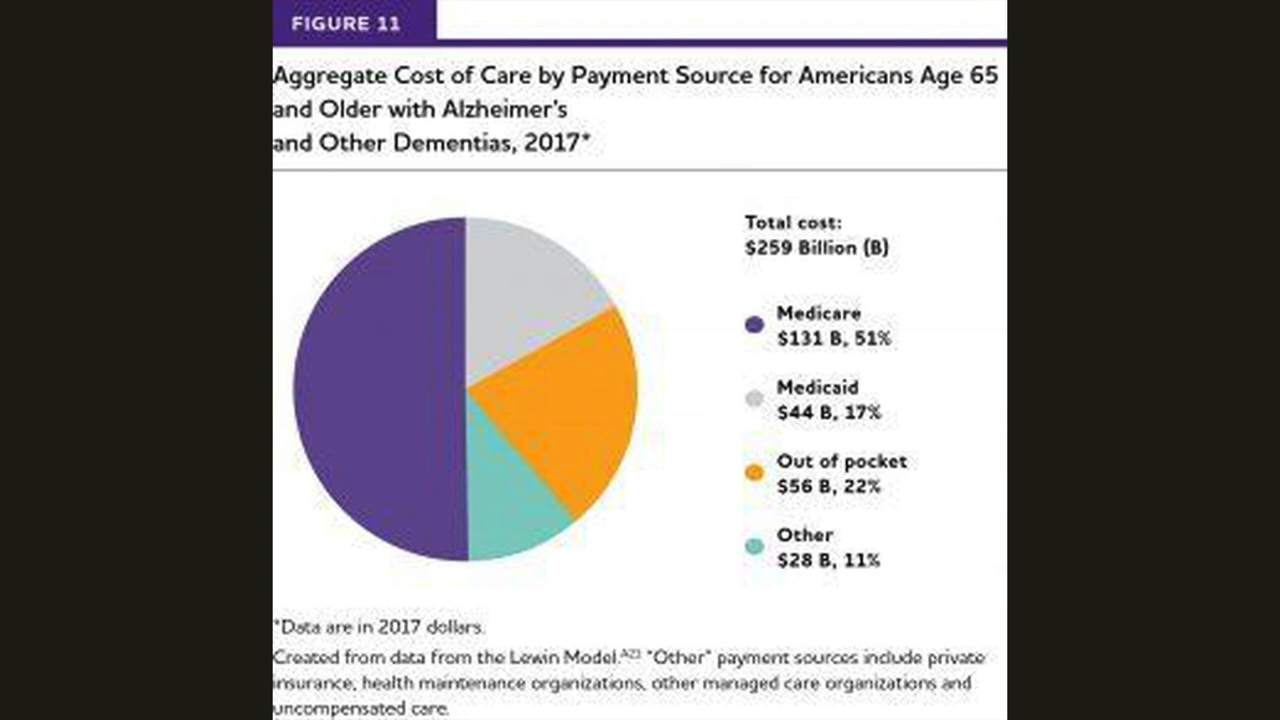 FIGURE 11
Aggregate Cost of Care by Payment Source for Americans Age 65
and Older with Alzheimer's
and Other Dementias, 2017*
Total cost:
$259 Billion (B)
Medicare
$131 B, 51%
Medicaid
$44 B, 17%
Out of pocket
$56 B, 22%
Other
$28 B, 11%
*Data are in 2017 dollars.
Created from data from the Lewin Model.A23 "Other" payment sources include private
insurance, health maintenance organizations, other managed care organizations and
uncompensated care.